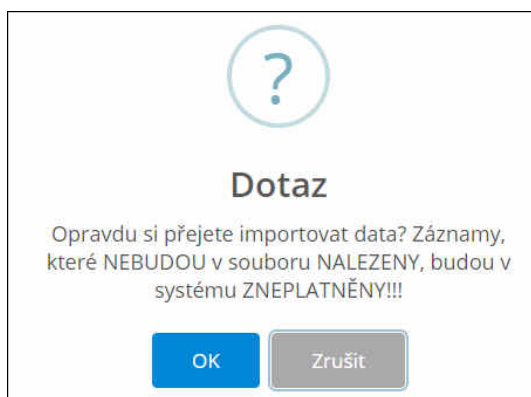 ?
Dotaz
Opravdu si přejete importovat data? Záznamy,
které NEBUDOU v souboru NALEZENY, budou v
systému ZNEPLATNĚNY!!!
OK
Zrušit